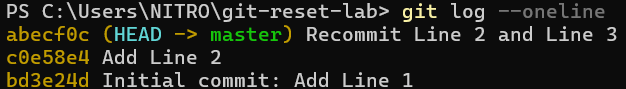 PS C:\Users\NITRO\git-reset-lab> git log --oneline
abecf0c (HEAD -> master) Recommit Line 2 and Line 3
c0e58e4 Add Line 2
bd3e24d Initial commit: Add Line 1